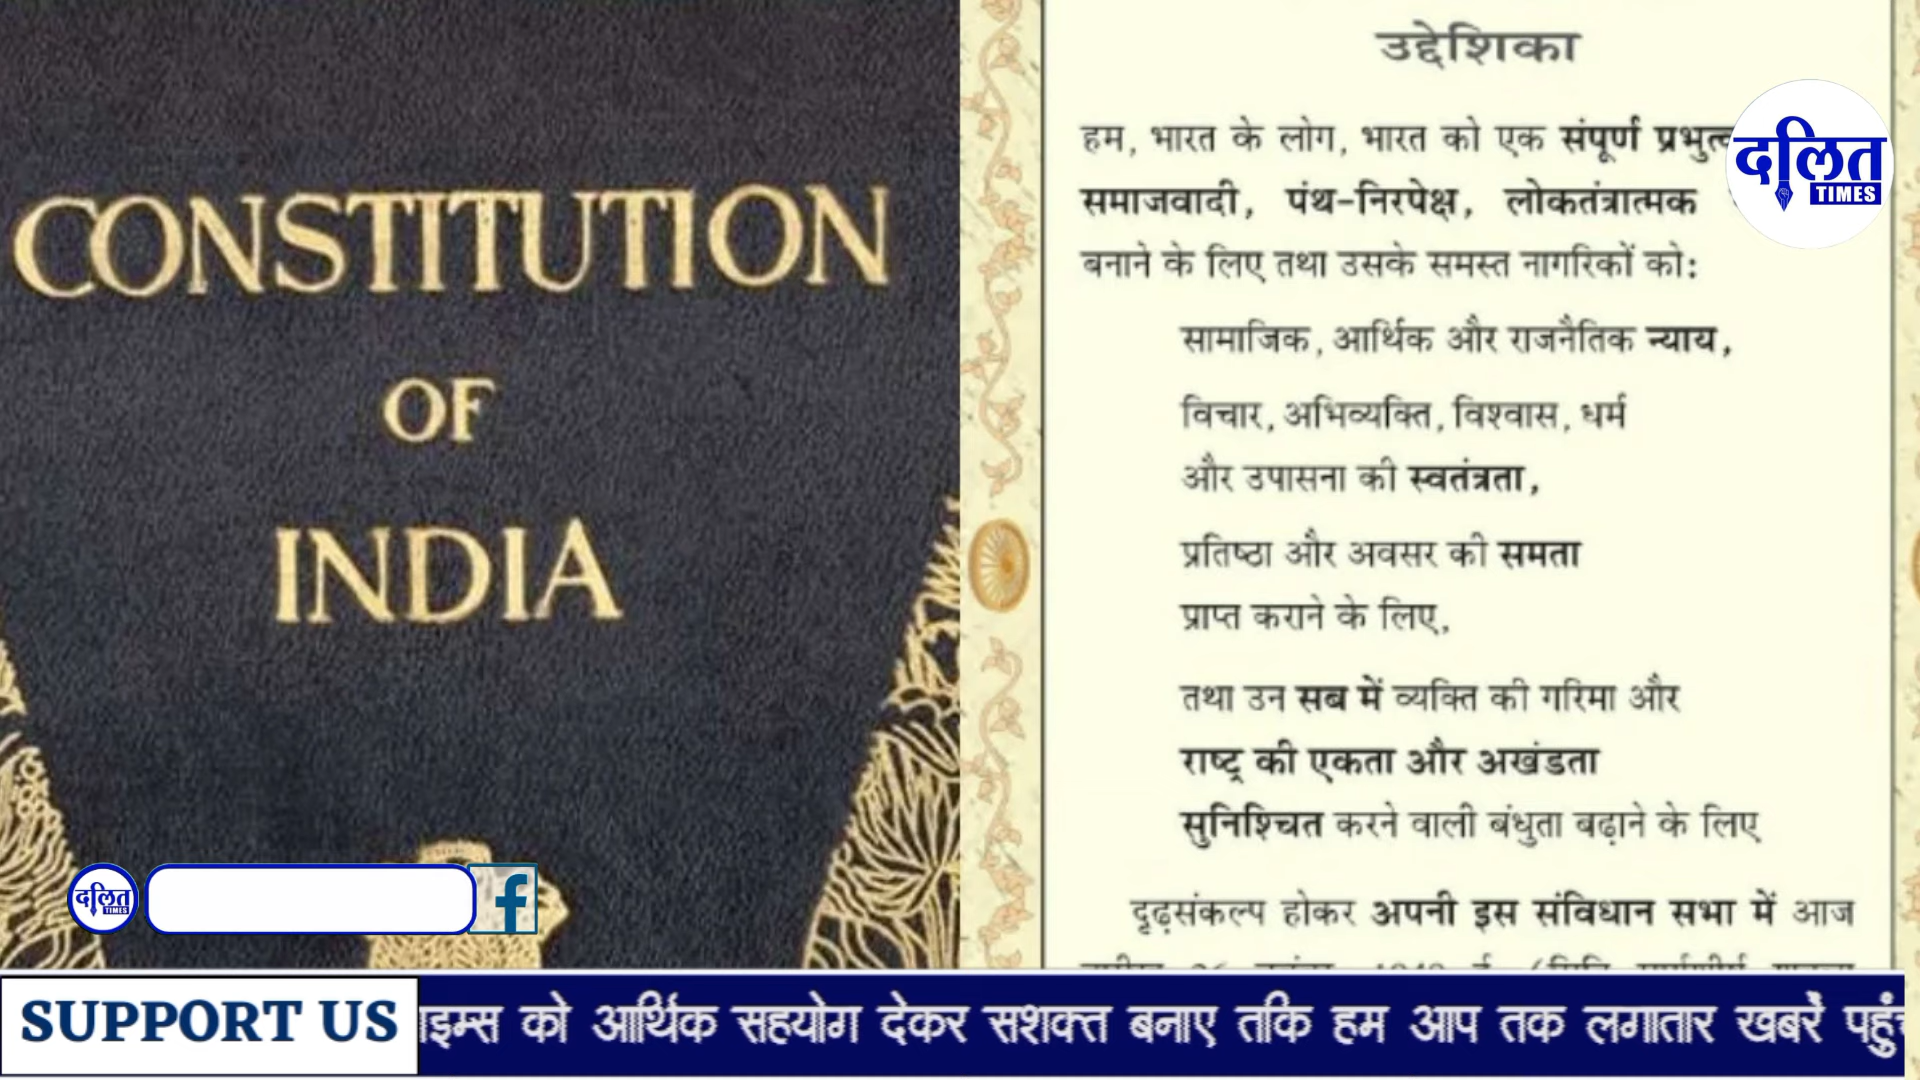 CONSTITUTION
OF
INDIA
उद्देशिका
हम, भारत के लोग, भारत को एक संपूर्ण
समाजवादी, पंथ-निरपेक्ष, लोकतंत्रात्मक
बनाने के लिए तथा उसके समस्त नागरिकों को:
सामाजिक, आर्थिक और राजनैतिक न्याय,
विचार, अभिव्यक्ति, विश्वास, धर्म
और उपासना की स्वतंत्रता,
प्रतिष्ठा और अवसर की समता
प्राप्त कराने के लिए,
तथा उन सब में व्यक्ति की गरिमा और
राष्ट्र की एकता और अखंडता
सुनिश्चित करने वाली बंधुता बढ़ाने के लिए
दृढ़संकल्प होकर अपनी इस संविधान सभा में आज
दलित
TIMES
दलित
TIMES
f
SUPPORT US
को आर्थिक सहयोग देकर सशक्त बनाए तकि हम आप तक लगातार खबरें